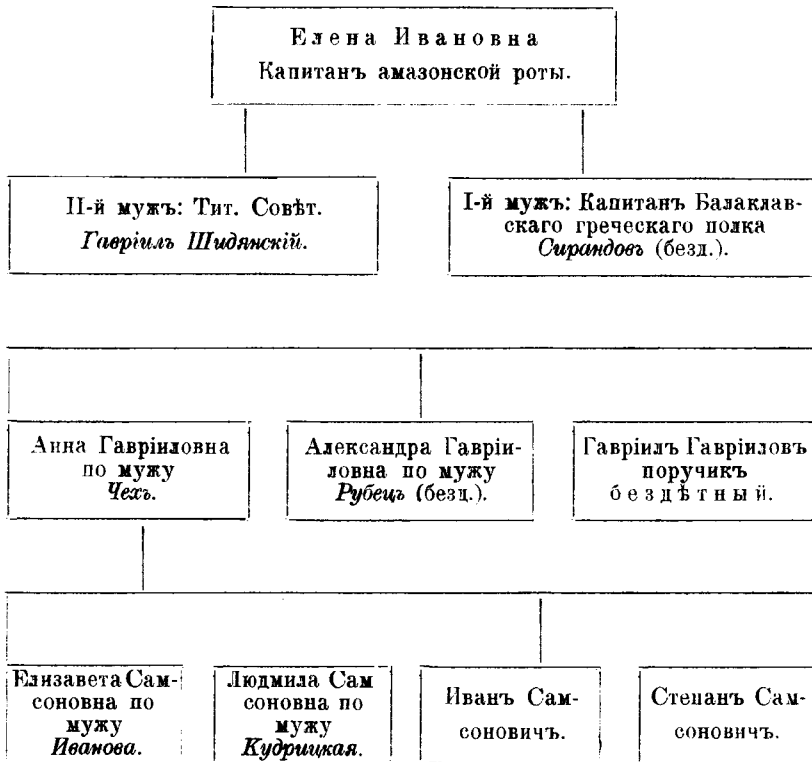 Елена Ивановна
Капитанъ амазонской роты.
II-й мужъ: Тит. Совѣт.
Гавріилъ Шидянскій.
I-й мужъ: Капитанъ Балаклав-
скаго греческаго полка
Сирандовъ (безд.).
Анна Гавріиловна
по мужу
Чехъ.
Александра Гавріи-
ловна по мужу
Рубецъ (безд.).
Гавріилъ Гавріиловъ
поручикъ
бездѣтный.
Елизавета Сам-
соновна по
мужу
Иванова.
Людмила Сам
соновна по
мужу
Кудрицкая.
Иванъ Сам-
соновичъ.
Степанъ Сам-
соновичъ.